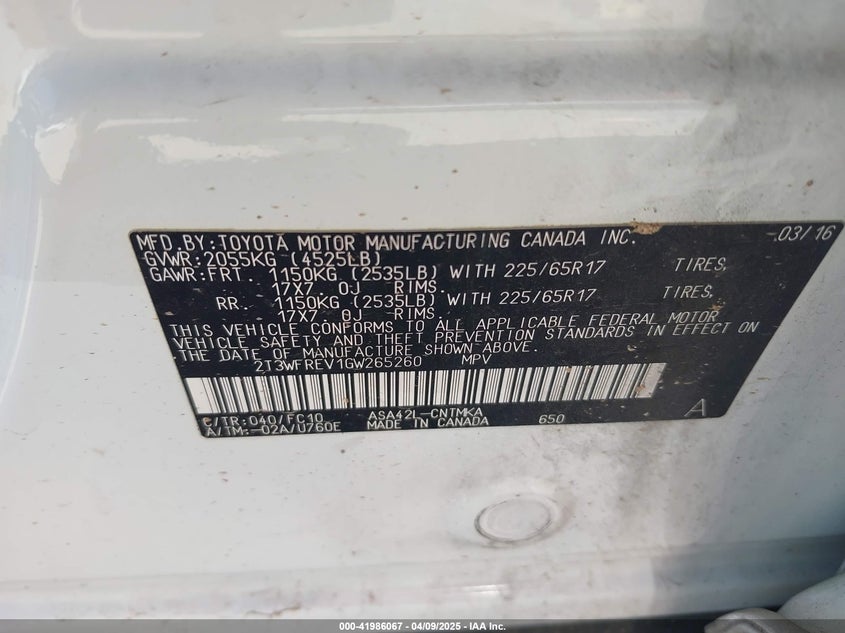 MFD.BY:TOYOTA MOTOR MANUFACTURING CANADA INC. 03/16
GVWR:2055KG (4525LB)
GAWR:FRT. 1150KG (2535LB) WITH 225/65R17 TIRES,
17X7.0J RIMS.
RR. 1150KG (2535LB) WITH 225/65R17 TIRES,
17X7.0J RIMS.
THIS VEHICLE CONFORMS TO ALL APPLICABLE FEDERAL MOTOR
VEHICLE SAFETY AND THEFT PREVENTION STANDARDS IN EFFECT ON
THE DATE OF MANUFACTURE SHOWN ABOVE.
2T3WFREV1GW265260 MPV
C/TR:040/FC10 ASA42L-CNTMKA
A/TM:-02A/U760E MADE IN CANADA 650 A
000-41986067 - 04/09/2025 - IAA Inc.